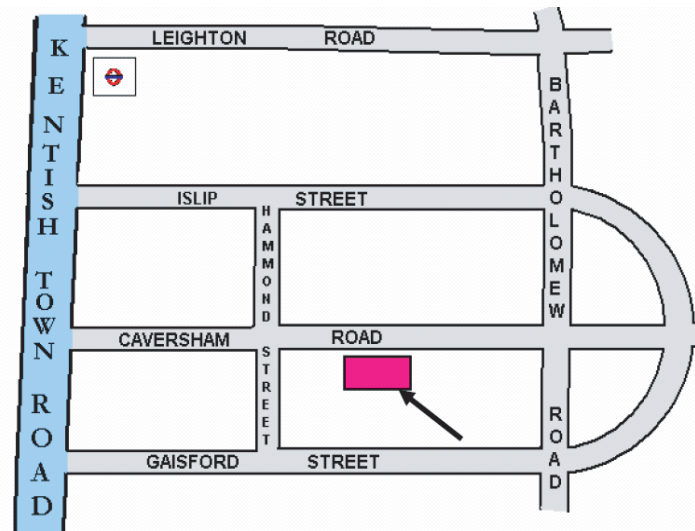 KENTISH TOWN ROAD
LEIGHTON ROAD
BARTHOLOMEW ROAD
ISLIP STREET
HAMMOND STREET
CAVERSHAM ROAD
GAISFORD STREET